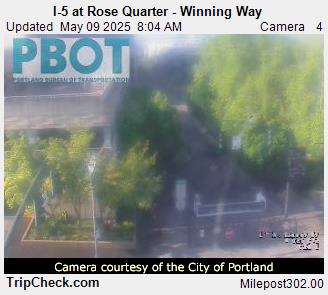 I-5 at Rose Quarter - Winning Way
Updated May 09 2025 8:04 AM Camera 4
PBOT
PORTLAND BUREAU OF TRANSPORTATION
Camera courtesy of the City of Portland
TripCheck.com Milepost302.00